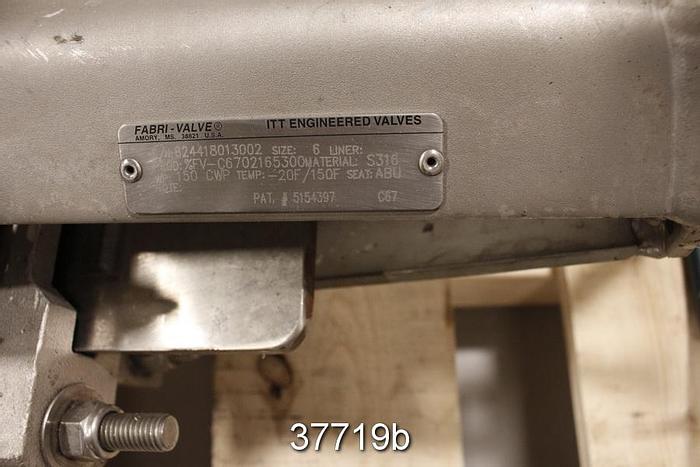 FABRI-VALVE® ITT ENGINEERED VALVES
AMORY, MS. 38821 U.S.A.
824418013002 SIZE: 6 LINER:
%FV-C6702165300 MATERIAL: S316
150 CWP TEMP: -20F/150F SEAT: ABU
PAT. # 5154397 C67
37719b